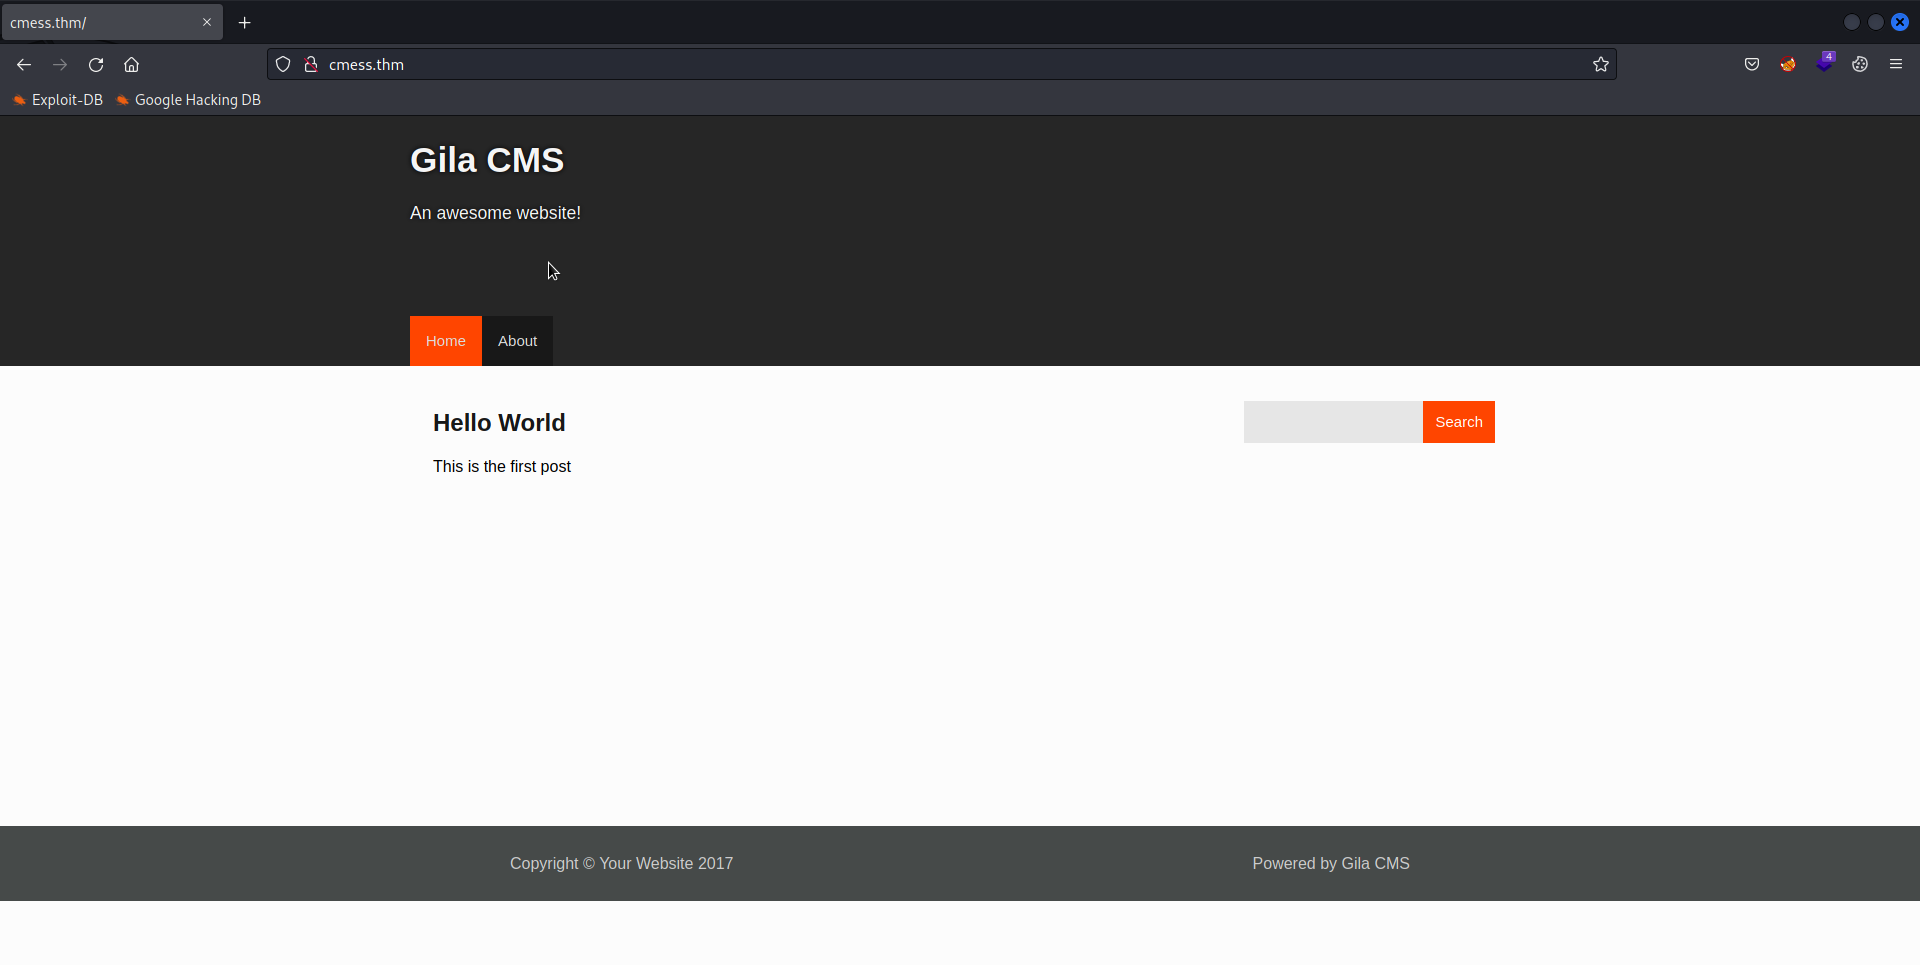 cmess.thm/
cmess.thm
4
Exploit-DB Google Hacking DB
Gila CMS
An awesome website!
Home About
Hello World
Search
This is the first post
Copyright © Your Website 2017 Powered by Gila CMS